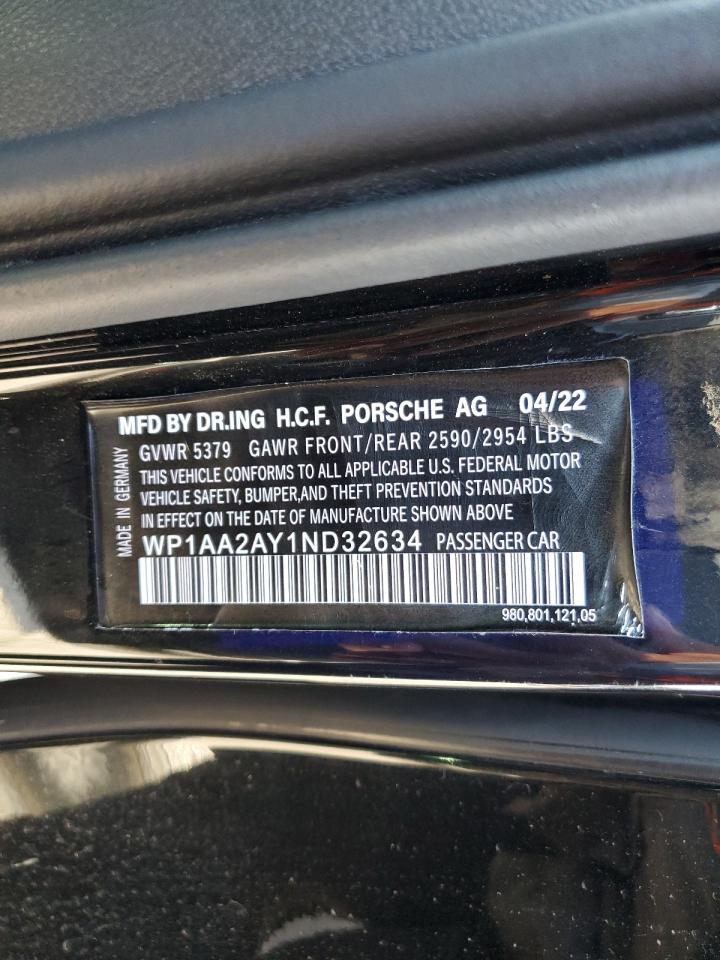 MFD BY DR.ING H.C.F. PORSCHE AG 04/22
GVWR 5379 GAWR FRONT/REAR 2590/2954 LBS
THIS VEHICLE CONFORMS TO ALL APPLICABLE U.S. FEDERAL MOTOR
VEHICLE SAFETY, BUMPER,AND THEFT PREVENTION STANDARDS
IN EFFECT ON THE DATE OF MANUFACTURE SHOWN ABOVE
MADE IN GERMANY
WP1AA2AY1ND32634 PASSENGER CAR
980,801,121,05